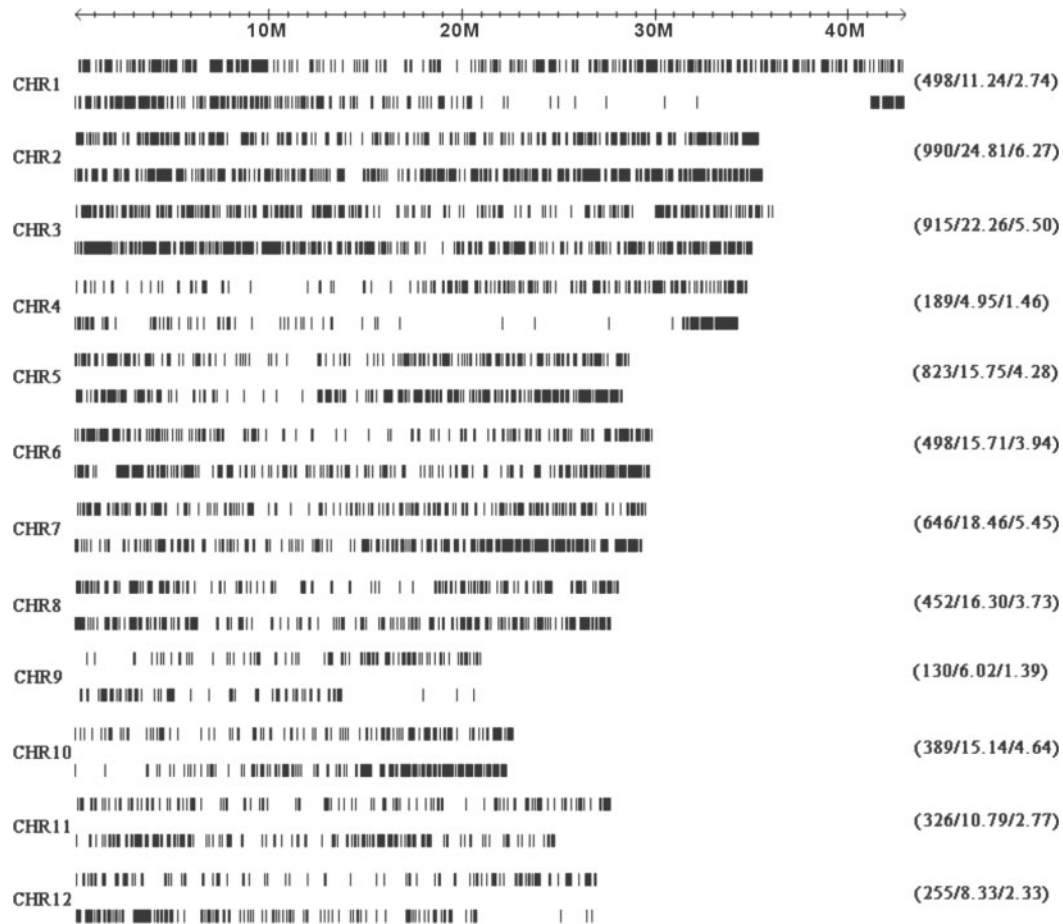 10M 20M 30M 40M
CHR1 (498/11.24/2.74)
CHR2 (990/24.81/6.27)
CHR3 (915/22.26/5.50)
CHR4 (189/4.95/1.46)
CHR5 (823/15.75/4.28)
CHR6 (498/15.71/3.94)
CHR7 (646/18.46/5.45)
CHR8 (452/16.30/3.73)
CHR9 (130/6.02/1.39)
CHR10 (389/15.14/4.64)
CHR11 (326/10.79/2.77)
CHR12 (255/8.33/2.33)